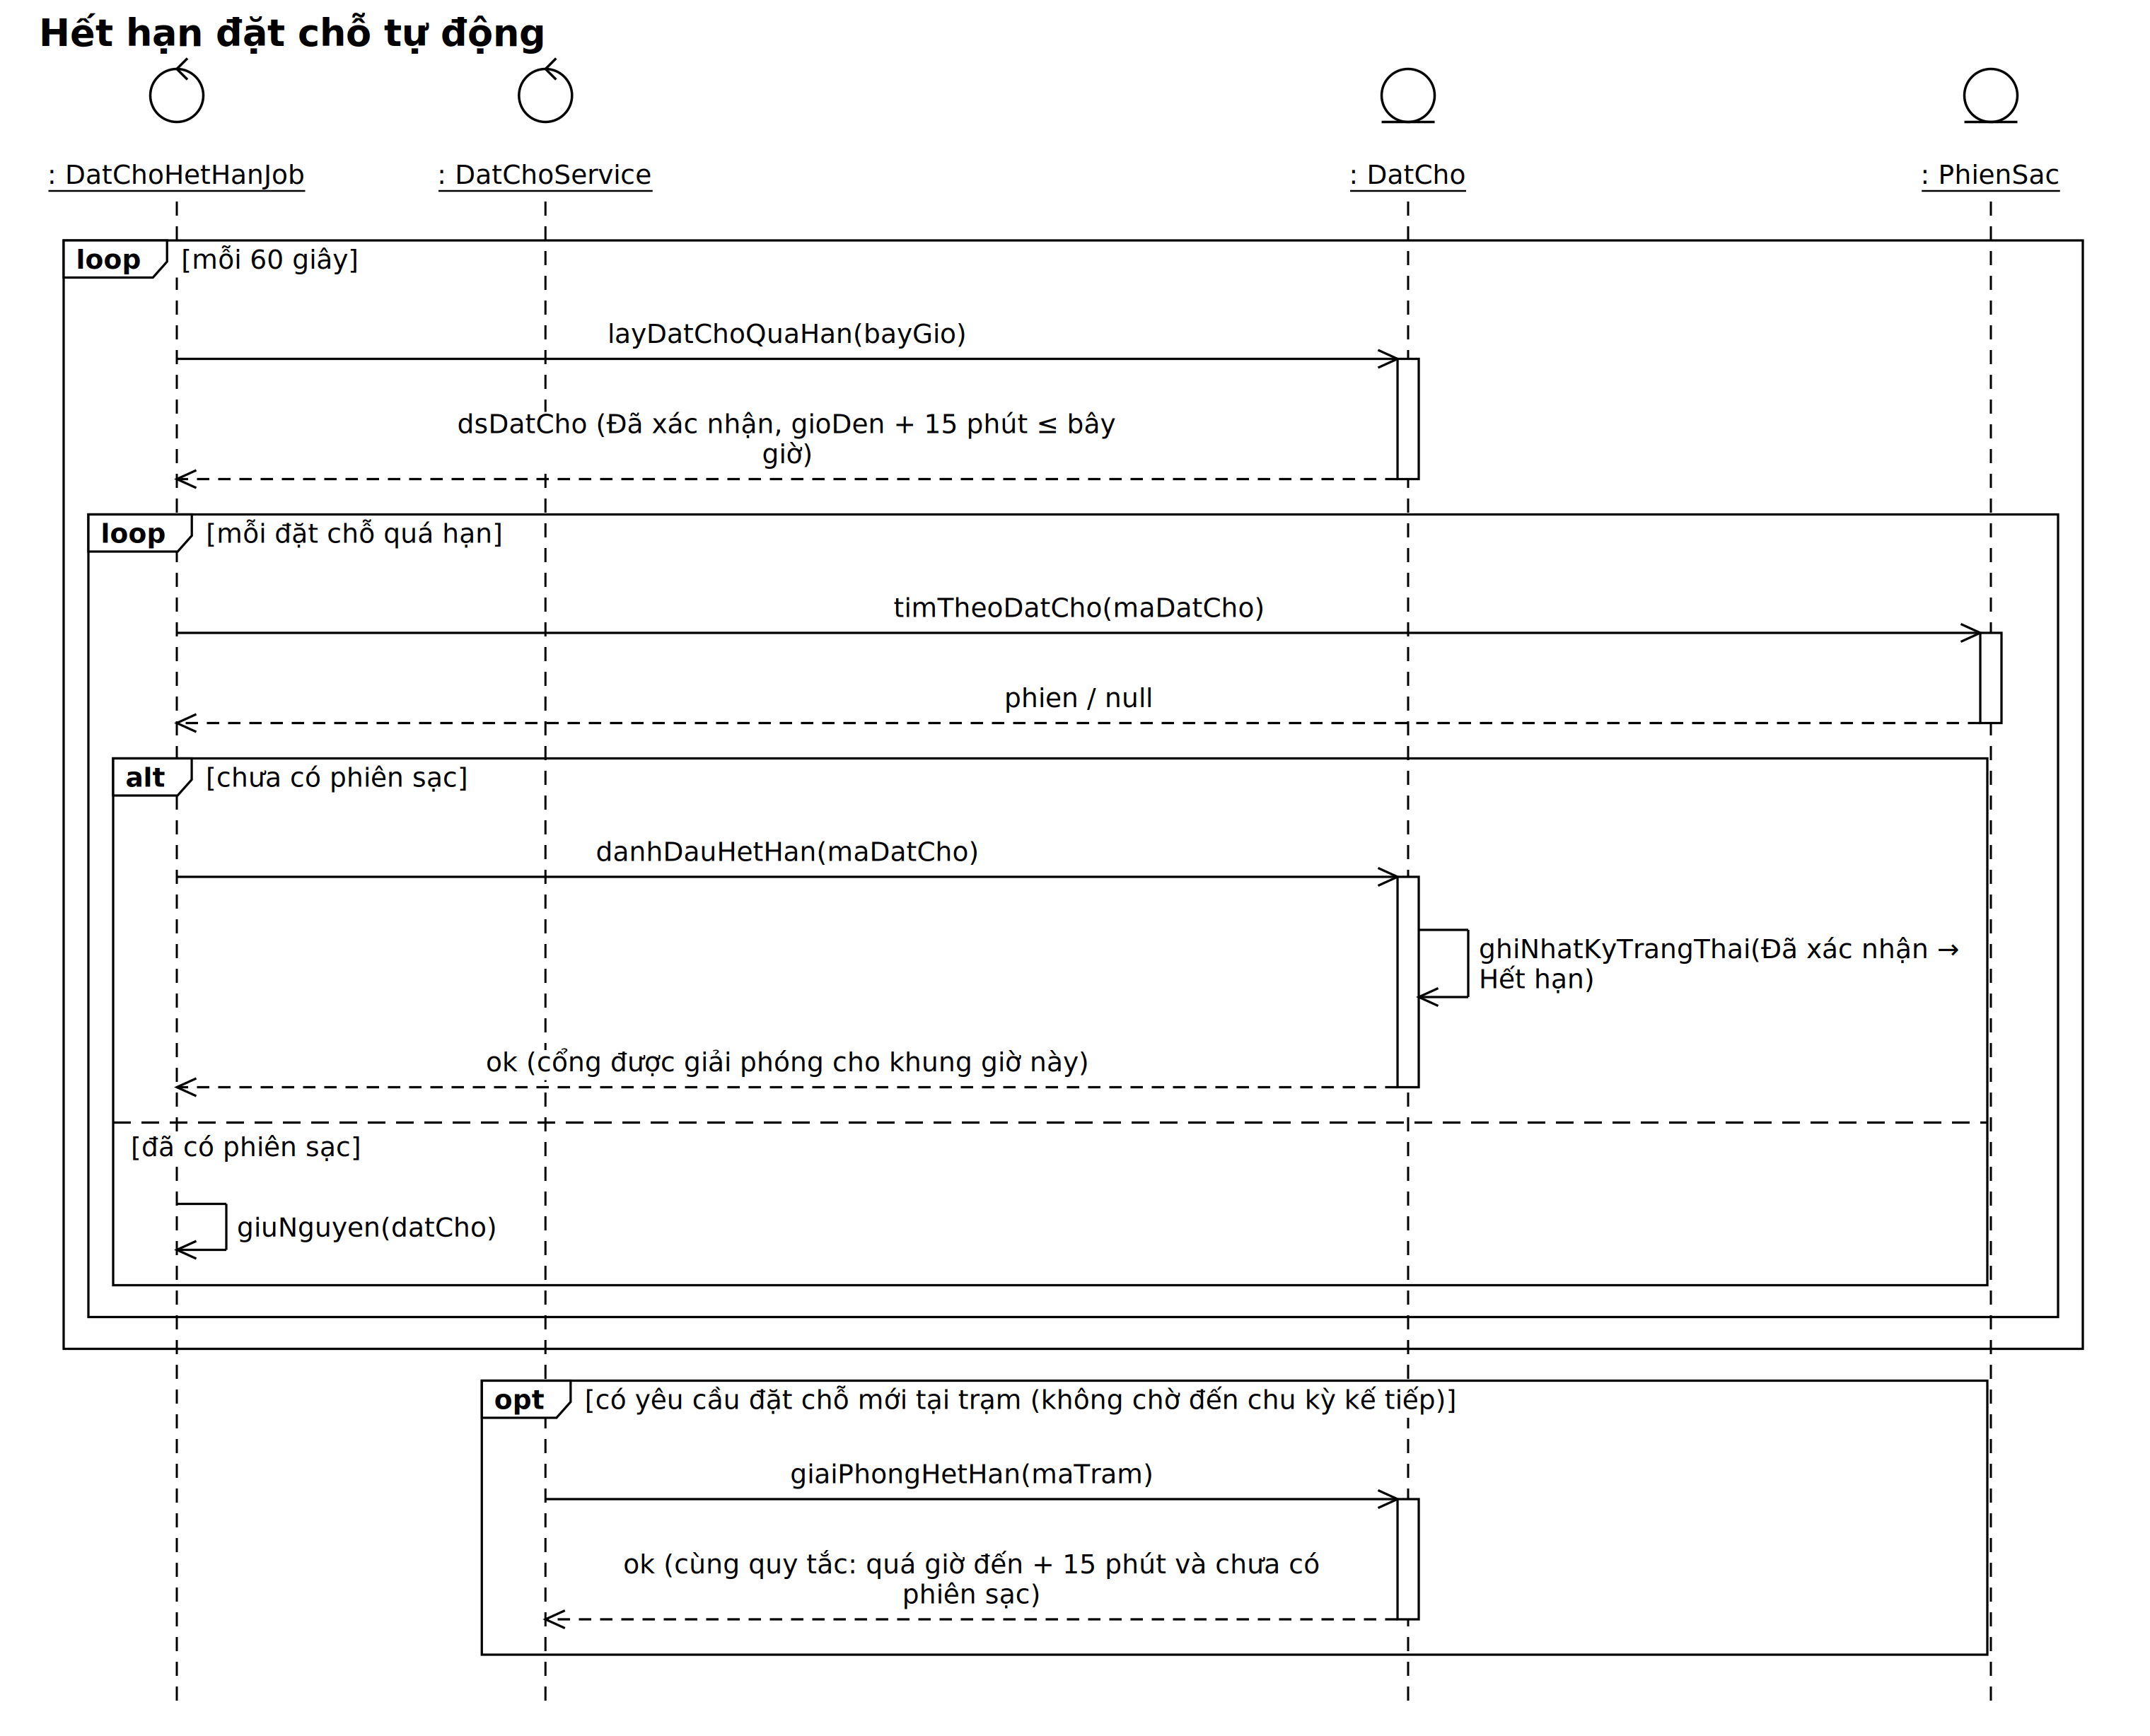 Hết hạn đặt chỗ tự động
: DatChoHetHanJob
: DatChoService
: DatCho
: PhienSac
loop [mỗi 60 giây]
layDatChoQuaHan(bayGio)
dsDatCho (Đã xác nhận, gioDen + 15 phút ≤ bây
giờ)
loop [mỗi đặt chỗ quá hạn]
timTheoDatCho(maDatCho)
phien / null
alt [chưa có phiên sạc]
danhDauHetHan(maDatCho)
ghiNhatKyTrangThai(Đã xác nhận →
Hết hạn)
ok (cổng được giải phóng cho khung giờ này)
[đã có phiên sạc]
giuNguyen(datCho)
opt [có yêu cầu đặt chỗ mới tại trạm (không chờ đến chu kỳ kế tiếp)]
giaiPhongHetHan(maTram)
ok (cùng quy tắc: quá giờ đến + 15 phút và chưa có
phiên sạc)